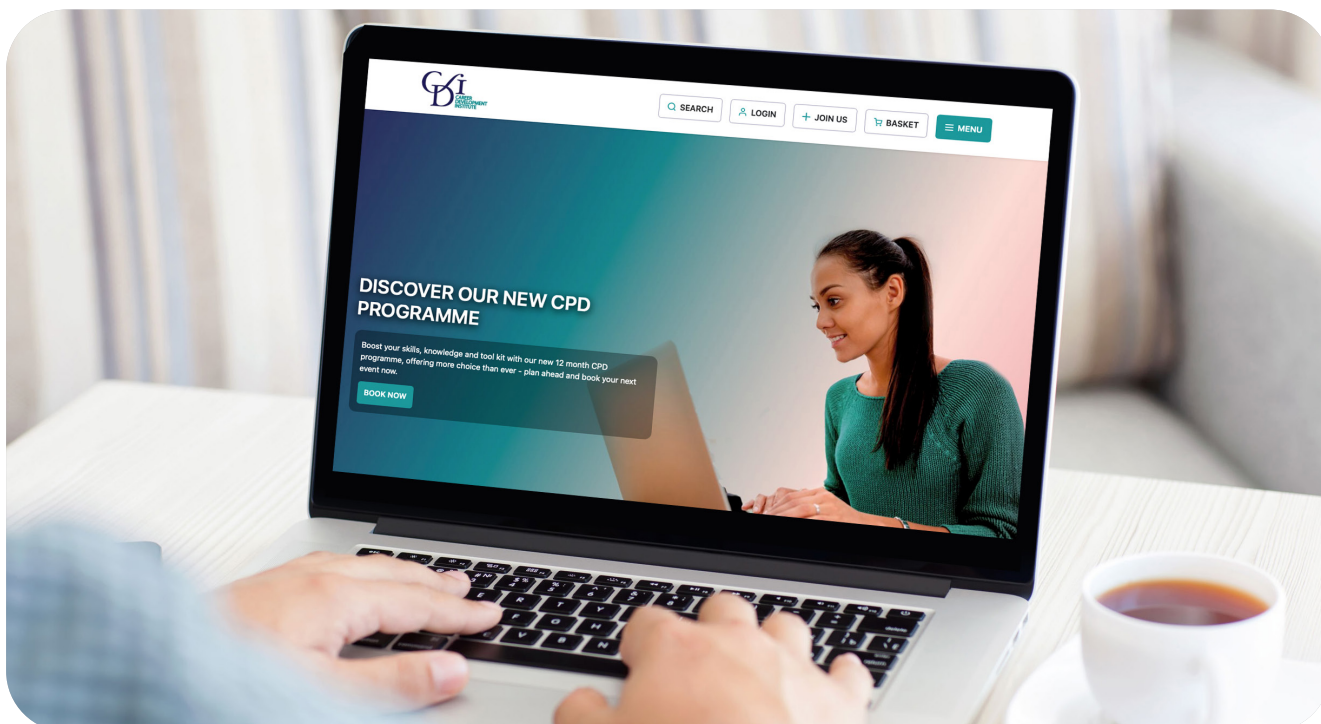 CDI
CAREER
DEVELOPMENT
INSTITUTE
SEARCH
LOGIN
JOIN US
BASKET
MENU
DISCOVER OUR NEW CPD
PROGRAMME
Boost your skills, knowledge and tool kit with our new 12 month CPD
programme, offering more choice than ever - plan ahead and book your next
event now.
BOOK NOW